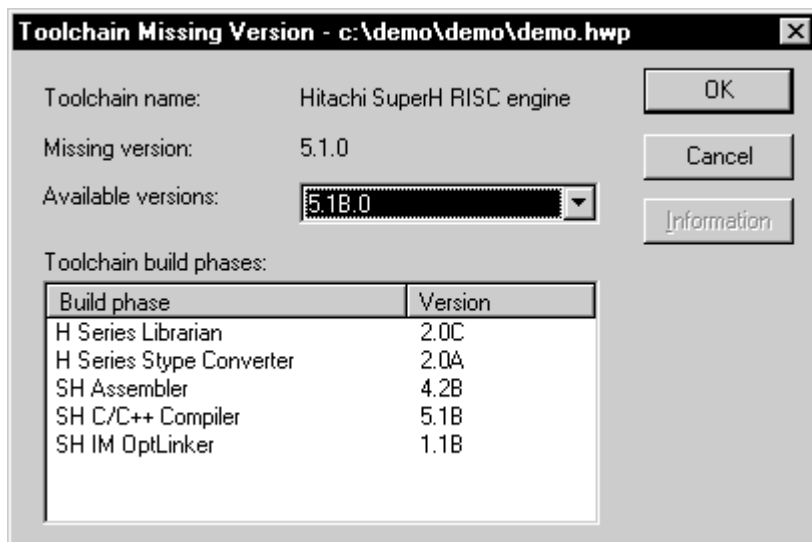 Toolchain Missing Version - c:\demo\demo\demo.hwp
Toolchain name: Hitachi SuperH RISC engine
OK
Missing version: 5.1.0
Cancel
Available versions: 5.1B.0
Information
Toolchain build phases:
Build phase Version
H Series Librarian 2.0C
H Series Stype Converter 2.0A
SH Assembler 4.2B
SH C/C++ Compiler 5.1B
SH IM OptLinker 1.1B